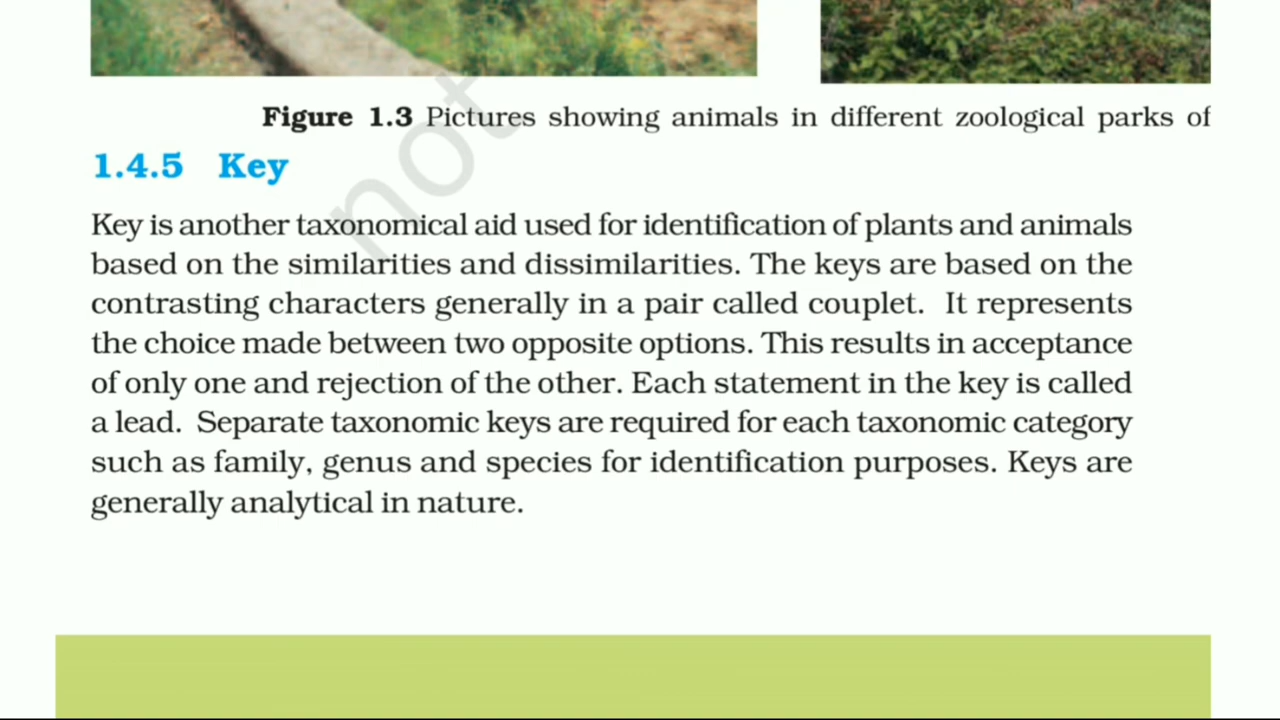 Figure 1.3 Pictures showing animals in different zoological parks of
1.4.5 Key
not
Key is another taxonomical aid used for identification of plants and animals
based on the similarities and dissimilarities. The keys are based on the
contrasting characters generally in a pair called couplet. It represents
the choice made between two opposite options. This results in acceptance
of only one and rejection of the other. Each statement in the key is called
a lead. Separate taxonomic keys are required for each taxonomic category
such as family, genus and species for identification purposes. Keys are
generally analytical in nature.